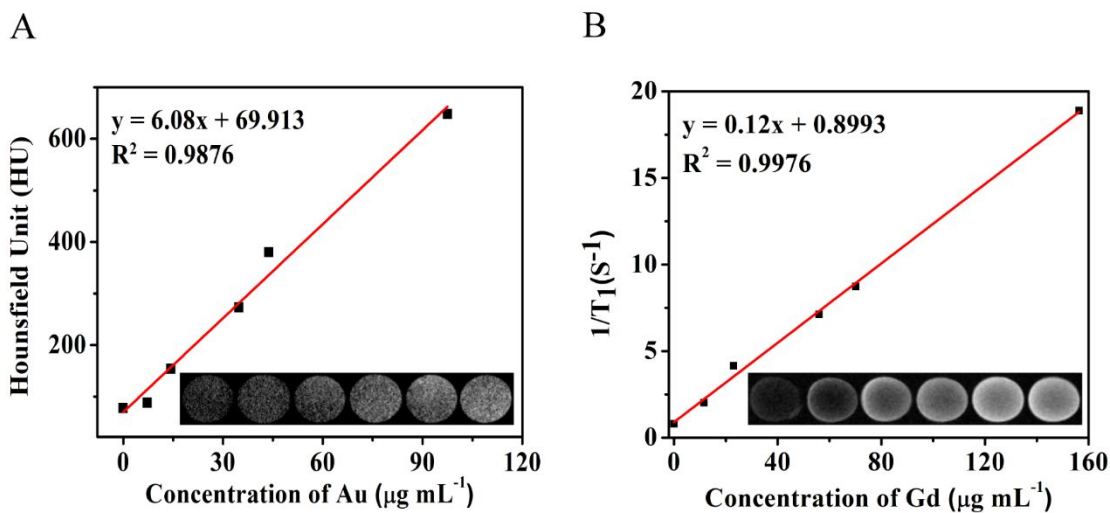 A
y = 6.08x + 69.913
R² = 0.9876
Hounsfield Unit (HU)
600
400
200
0
30
60
90
120
Concentration of Au (μg mL⁻¹)
B
y = 0.12x + 0.8993
R² = 0.9976
1/T₁(S⁻¹)
20
15
10
5
0
0
40
80
120
160
Concentration of Gd (μg mL⁻¹)